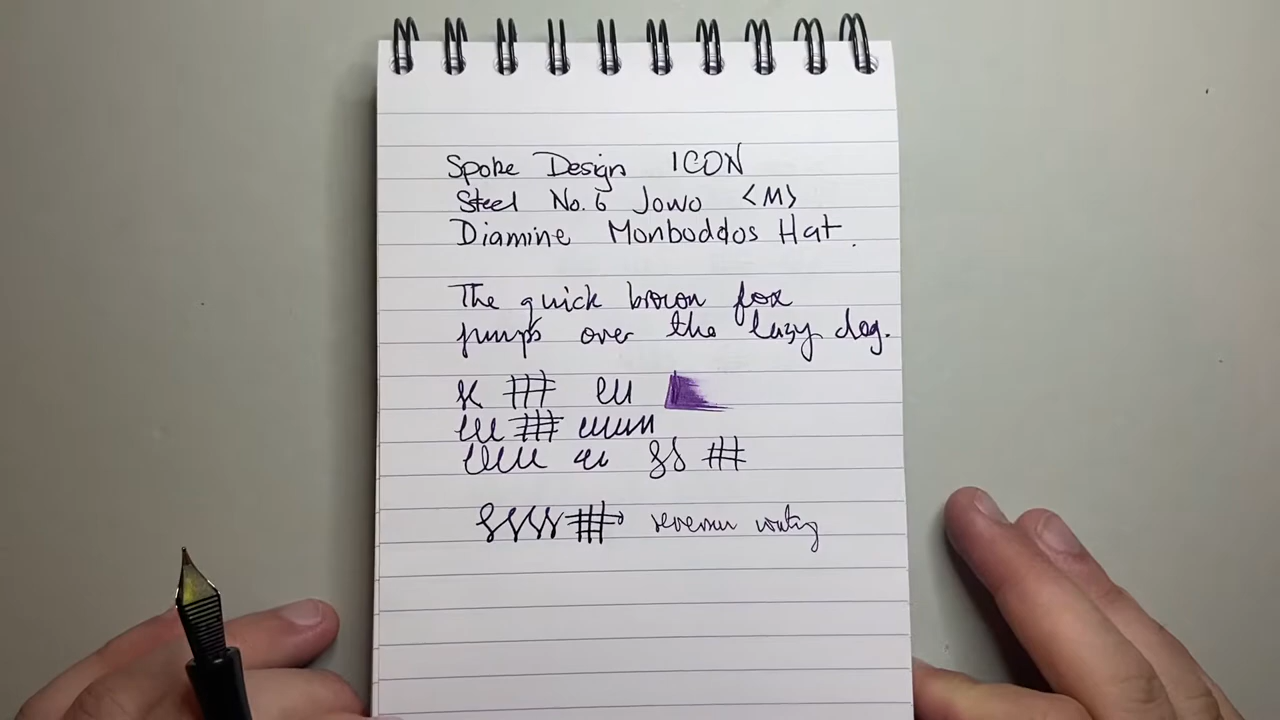 Spoke Design ICON
Steel No.6 Jowo <M>
Diamine Monboddos Hat.
The quick brown fox
jumps over the lazy dog.
reverse writing